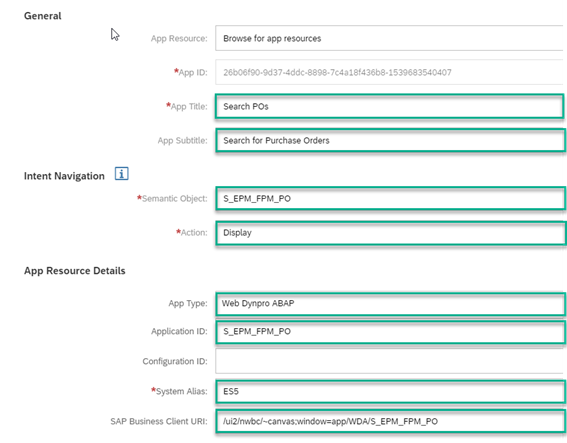 General
App Resource: Browse for app resources
*App ID: 26b06f90-9d37-4ddc-8898-7c4a18f436b8-1539683540407
*App Title: Search POs
App Subtitle: Search for Purchase Orders
Intent Navigation i
*Semantic Object: S_EPM_FPM_PO
*Action: Display
App Resource Details
App Type: Web Dynpro ABAP
Application ID: S_EPM_FPM_PO
Configuration ID:
*System Alias: ES5
SAP Business Client URI: /ui2/nwbc/~canvas;window=app/WDA/S_EPM_FPM_PO